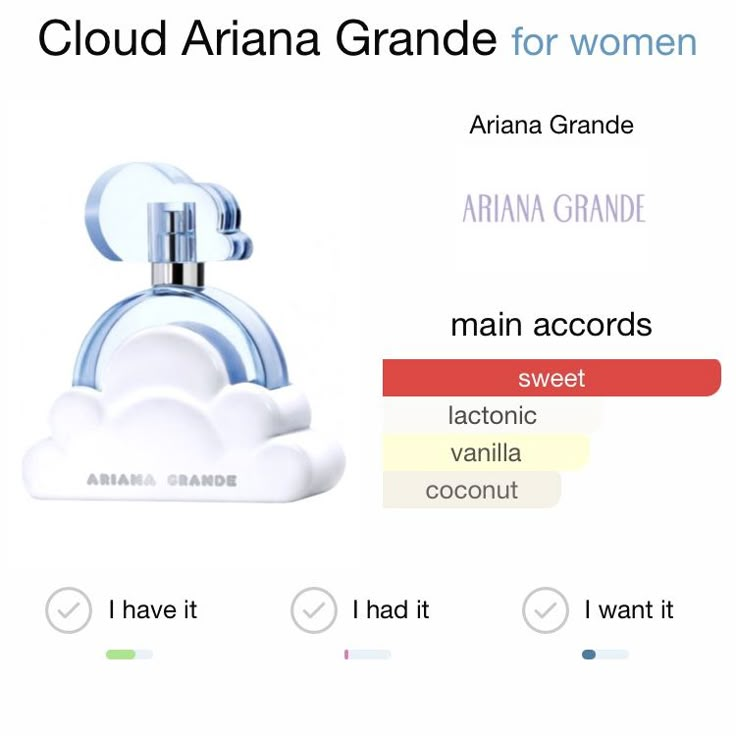 Cloud Ariana Grande for women
Ariana Grande
ARIANA GRANDE
main accords
sweet
lactonic
vanilla
coconut
ARIANA GRANDE
I have it
I had it
I want it